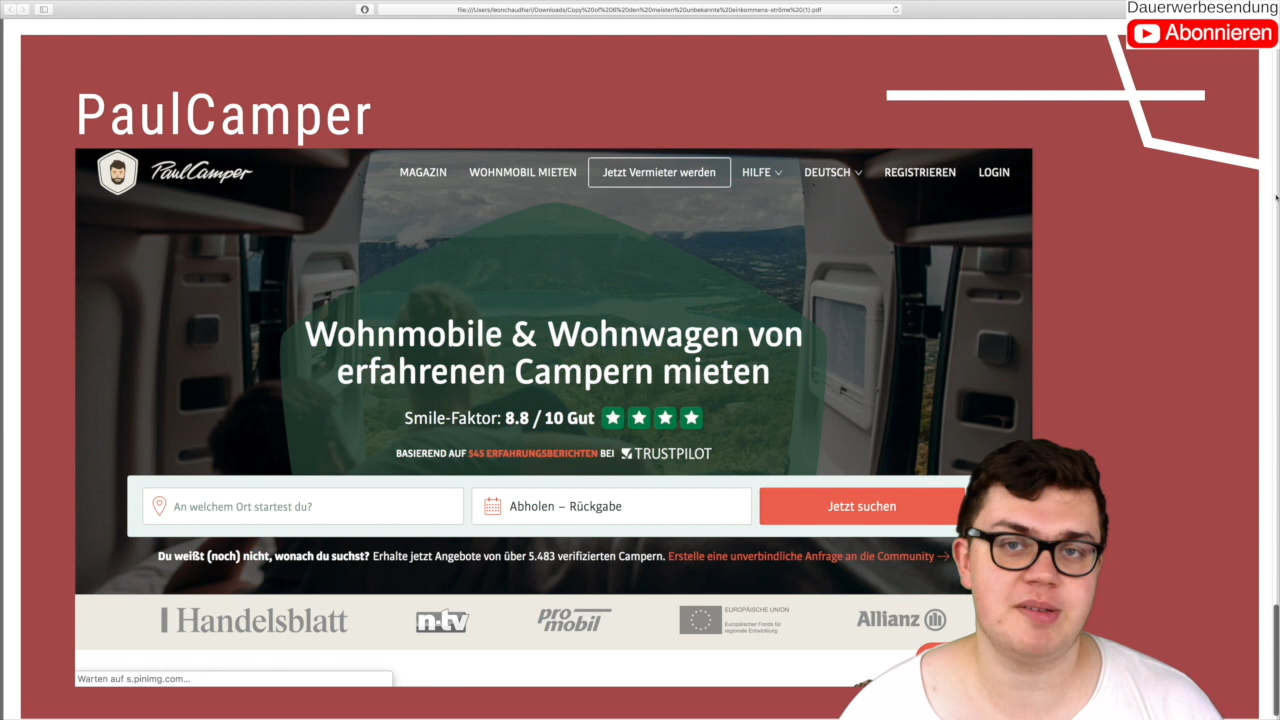 file:///Users/leonchaudhari/Downloads/Copy%20of%206%20den%20meisten%20unbekannte%20einkommens-ströme%20(1).pdf
Dauerwerbesendung
Abonnieren
PaulCamper
PaulCamper
MAGAZIN
WOHNMOBIL MIETEN
Jetzt Vermieter werden
HILFE
DEUTSCH
REGISTRIEREN
LOGIN
Wohnmobile & Wohnwagen von
erfahrenen Campern mieten
Smile-Faktor: 8.8 / 10 Gut
BASIEREND AUF 545 ERFAHRUNGSBERICHTEN BEI TRUSTPILOT
An welchem Ort startest du?
Abholen – Rückgabe
Jetzt suchen
Du weißt (noch) nicht, wonach du suchst? Erhalte jetzt Angebote von über 5.483 verifizierten Campern. Erstelle eine unverbindliche Anfrage an die Community →
Handelsblatt
n-tv
pro
mobil
EUROPÄISCHE UNION
Europäischer Fonds für
regionale Entwicklung
Allianz
Warten auf s.pinimg.com...